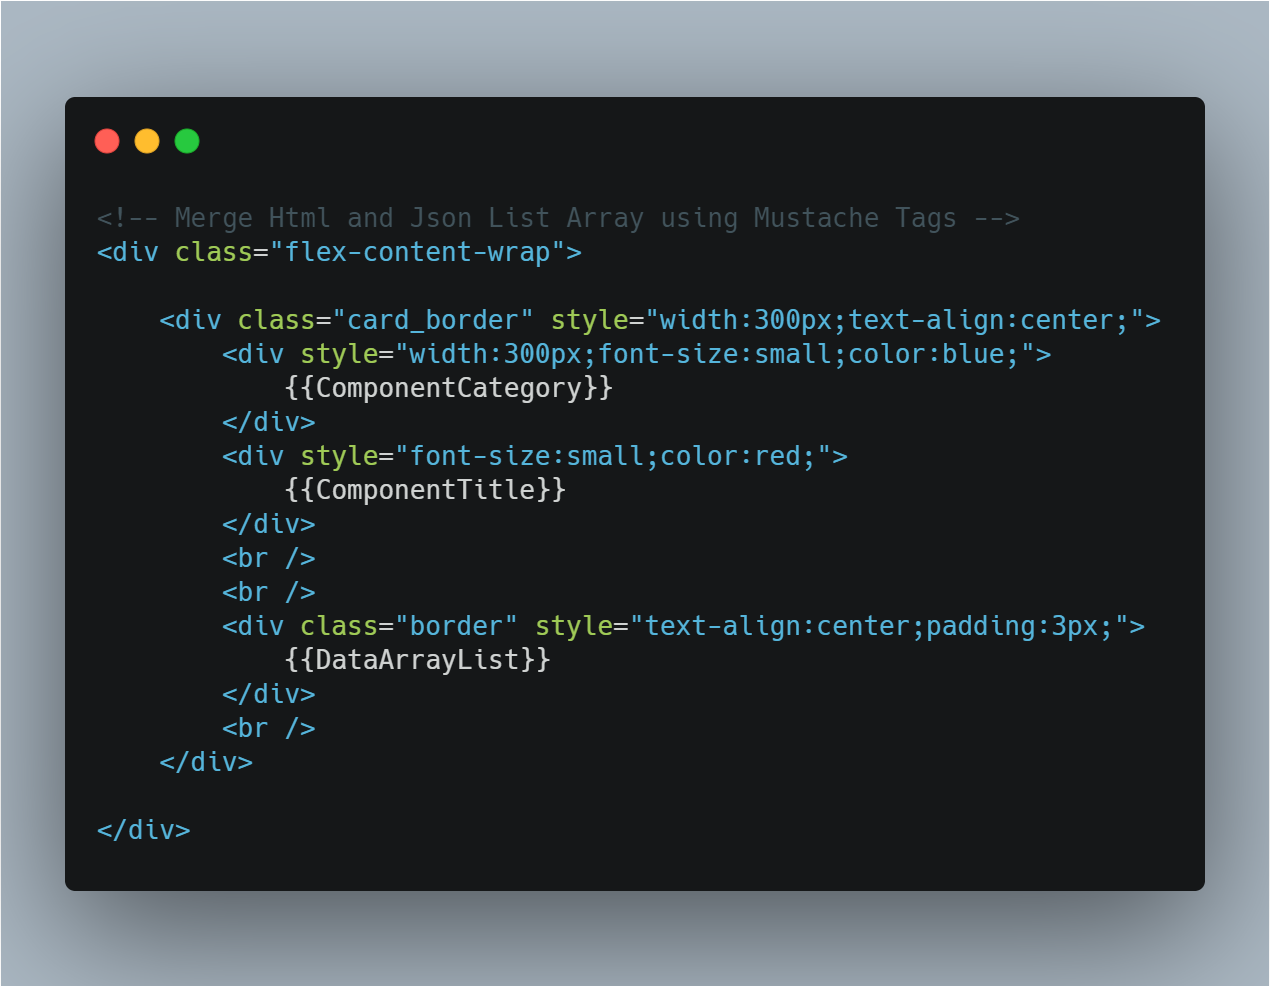 <!-- Merge Html and Json List Array using Mustache Tags -->
<div class="flex-content-wrap">

    <div class="card_border" style="width:300px;text-align:center;">
        <div style="width:300px;font-size:small;color:blue;">
            {{ComponentCategory}}
        </div>
        <div style="font-size:small;color:red;">
            {{ComponentTitle}}
        </div>
        <br />
        <br />
        <div class="border" style="text-align:center;padding:3px;">
            {{DataArrayList}}
        </div>
        <br />
    </div>

</div>